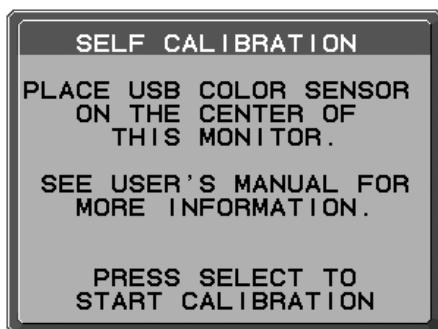 SELF CALIBRATION
PLACE USB COLOR SENSOR
ON THE CENTER OF
THIS MONITOR.
SEE USER'S MANUAL FOR
MORE INFORMATION.
PRESS SELECT TO
START CALIBRATION